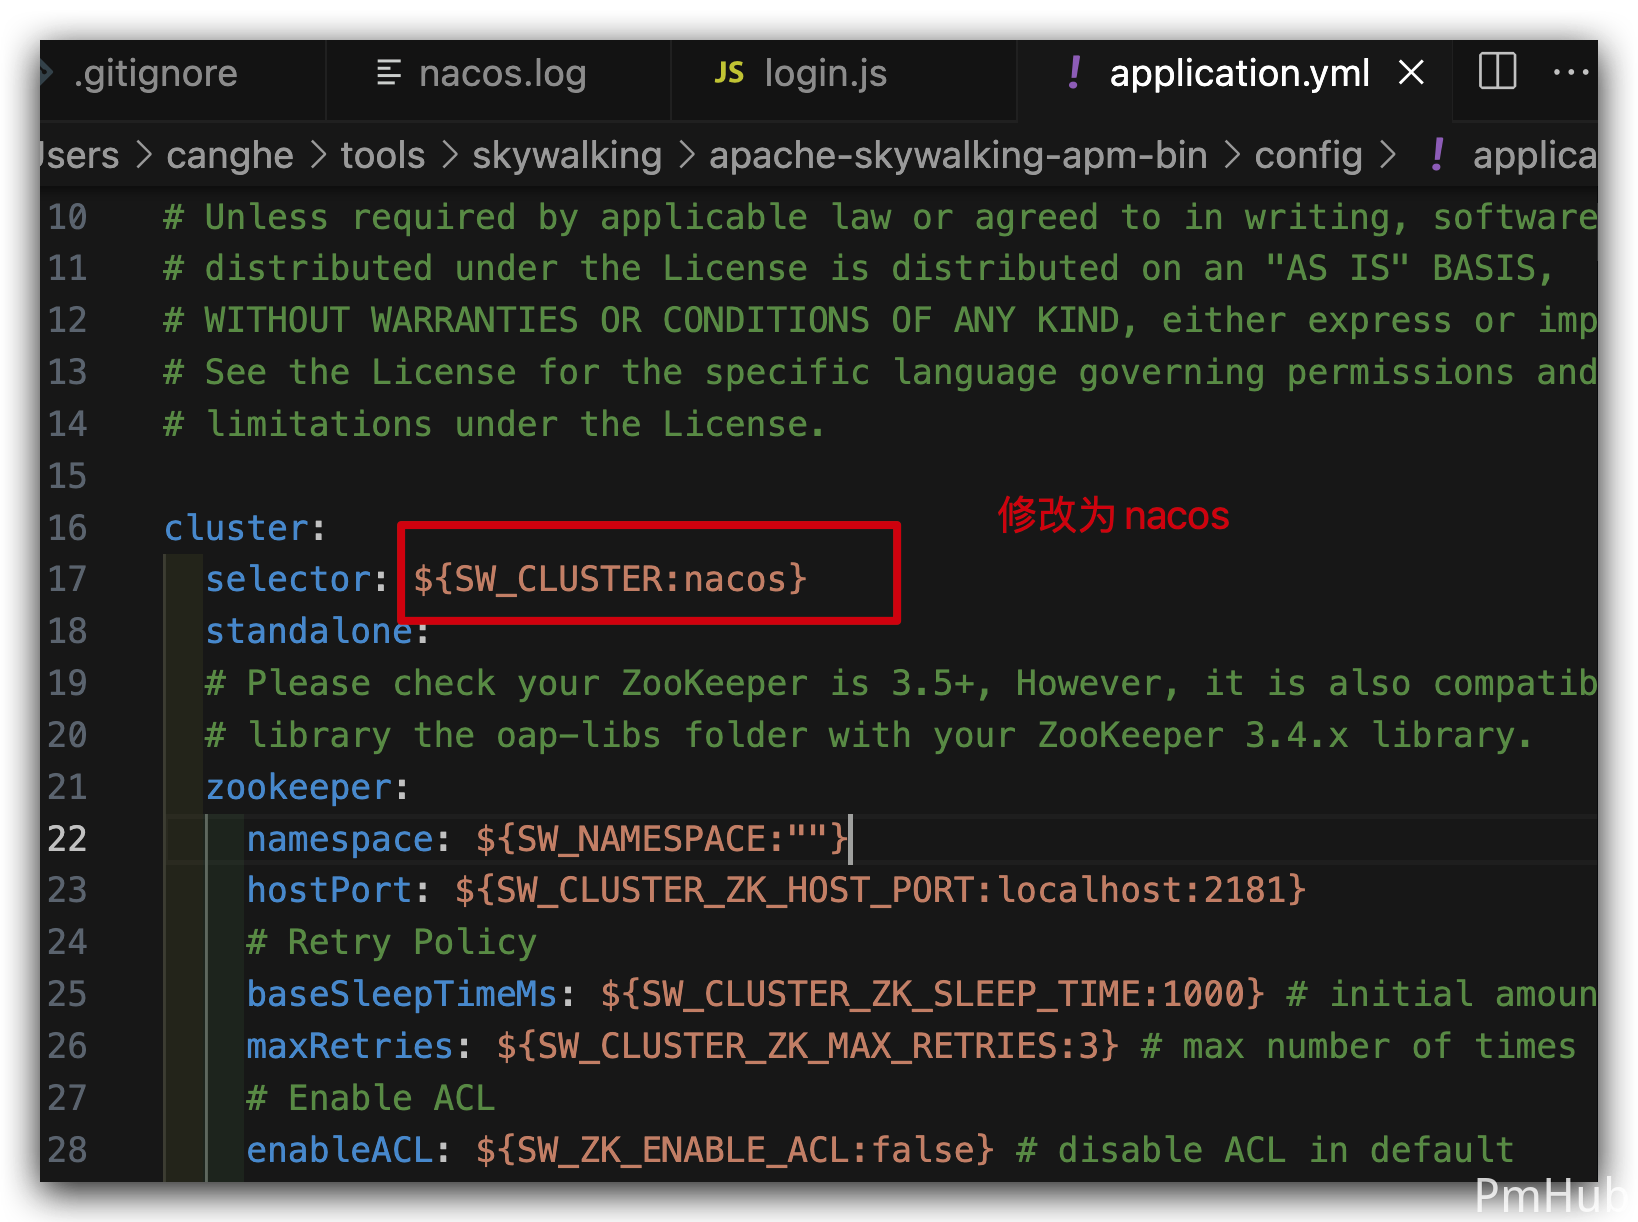 .gitignore nacos.log JS login.js ! application.yml ×
Users > canghe > tools > skywalking > apache-skywalking-apm-bin > config > ! applica
10 # Unless required by applicable law or agreed to in writing, software
11 # distributed under the License is distributed on an "AS IS" BASIS,
12 # WITHOUT WARRANTIES OR CONDITIONS OF ANY KIND, either express or imp
13 # See the License for the specific language governing permissions and
14 # limitations under the License.
15
16 cluster:
修改为 nacos
17 selector: ${SW_CLUSTER:nacos}
18 standalone:
19 # Please check your ZooKeeper is 3.5+, However, it is also compatib
20 # library the oap-libs folder with your ZooKeeper 3.4.x library.
21 zookeeper:
22 namespace: ${SW_NAMESPACE:""}
23 hostPort: ${SW_CLUSTER_ZK_HOST_PORT:localhost:2181}
24 # Retry Policy
25 baseSleepTimeMs: ${SW_CLUSTER_ZK_SLEEP_TIME:1000} # initial amoun
26 maxRetries: ${SW_CLUSTER_ZK_MAX_RETRIES:3} # max number of times
27 # Enable ACL
28 enableACL: ${SW_ZK_ENABLE_ACL:false} # disable ACL in default
PmHub